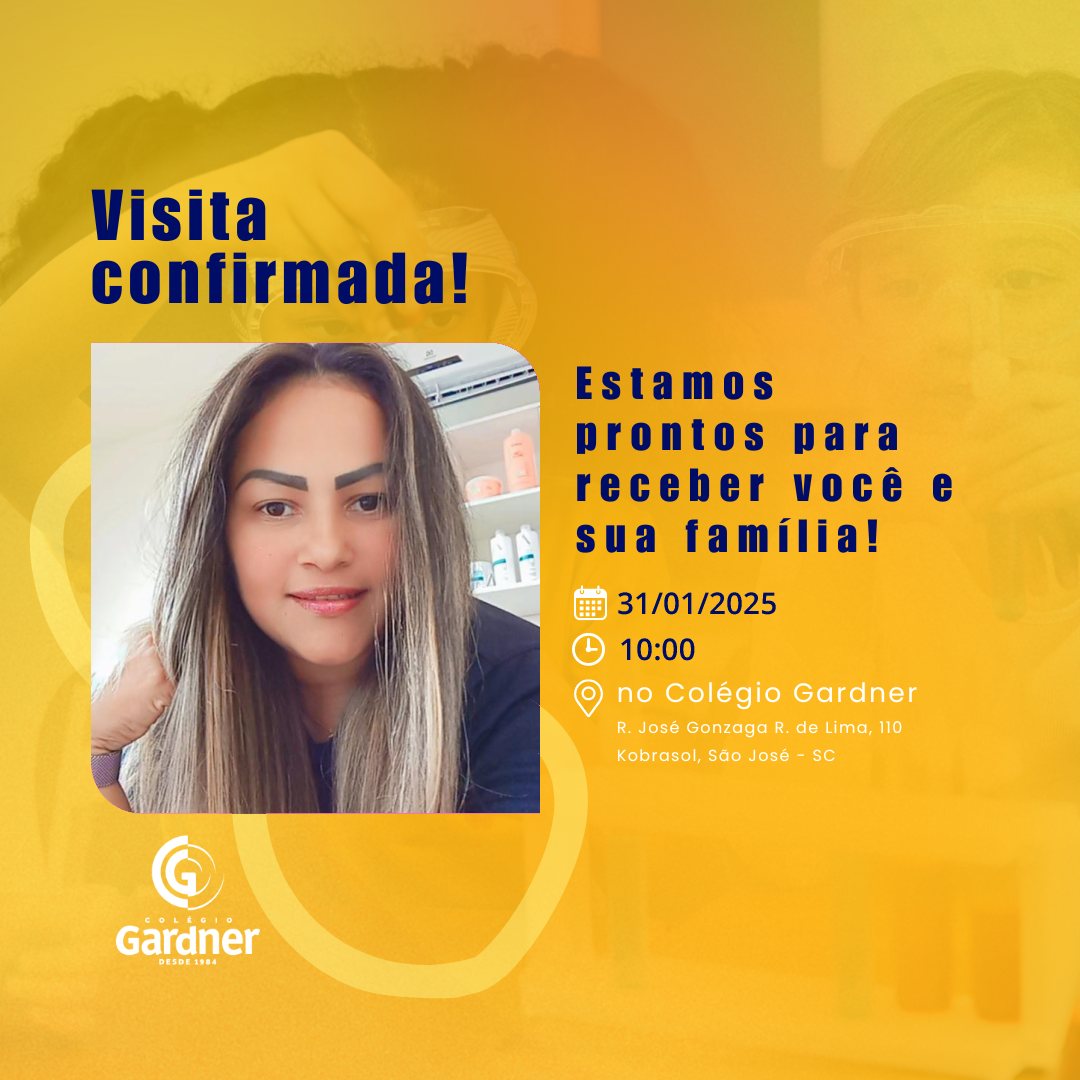 Visita
confirmada!
Estamos
prontos para
receber você e
sua família!
31/01/2025
10:00
no Colégio Gardner
R. José Gonzaga R. de Lima, 110
Kobrasol, São José - SC
G
COLÉGIO
Gardner
DESDE 1984